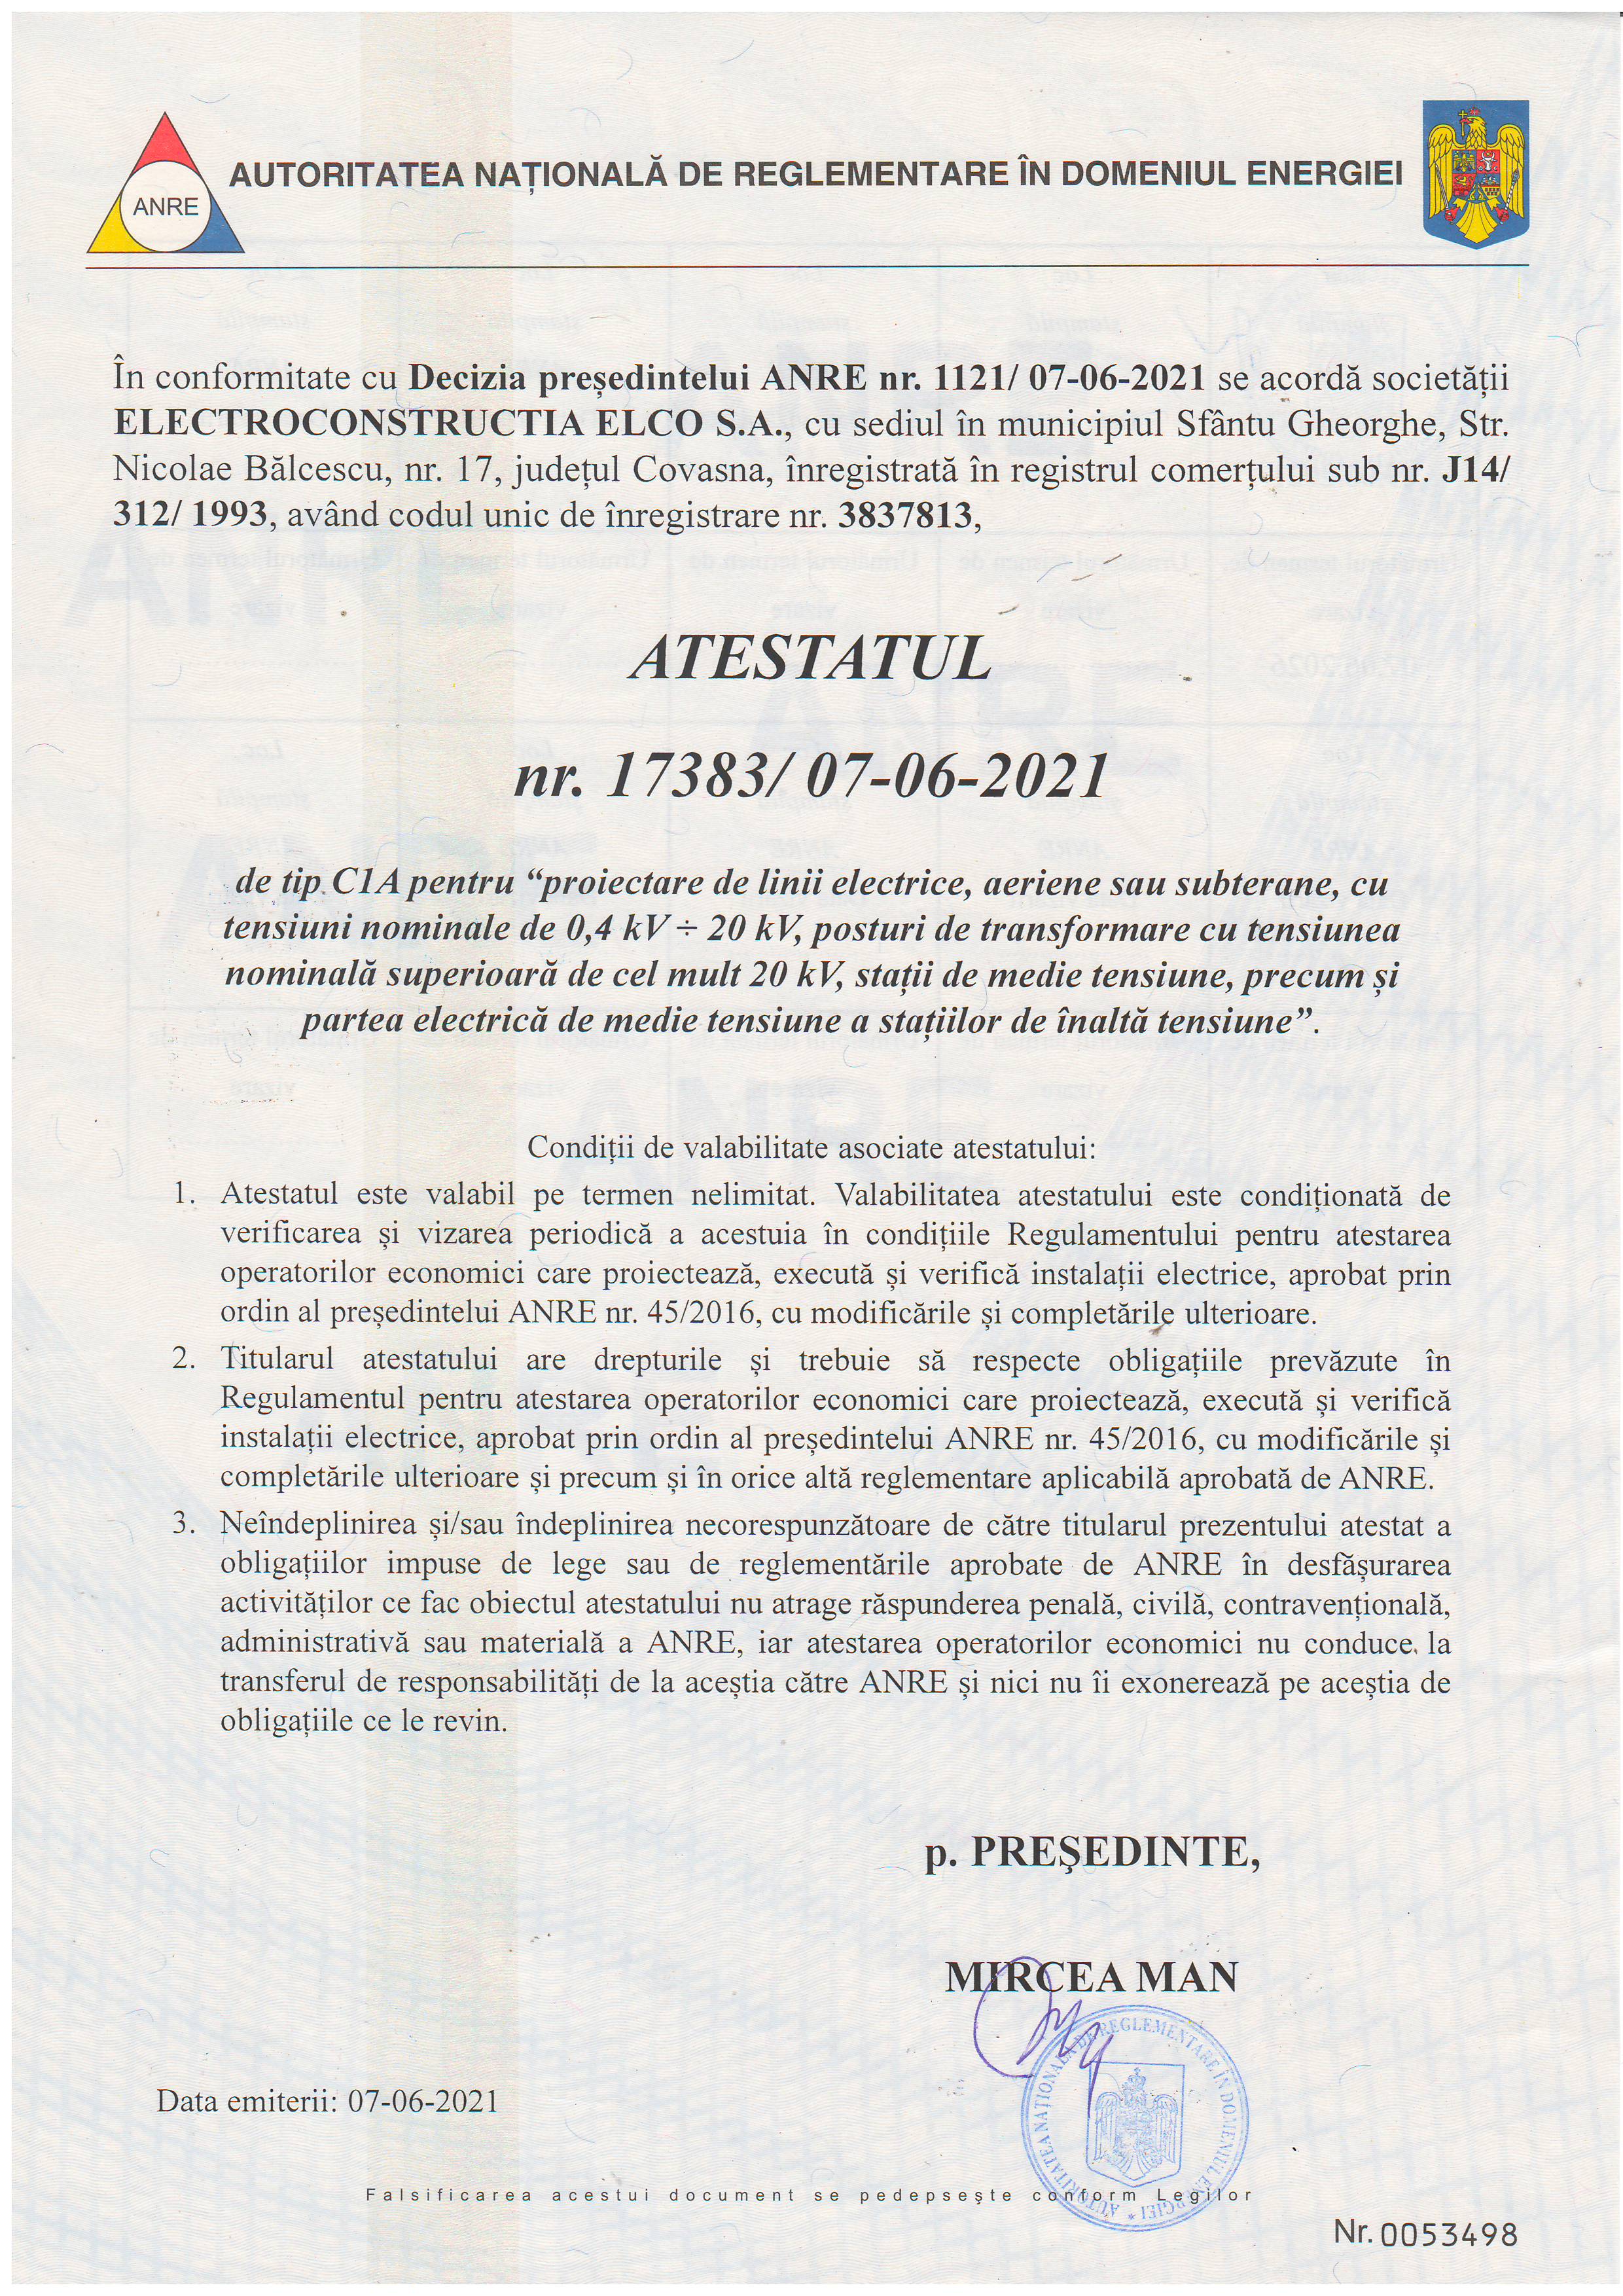 ANRE
AUTORITATEA NAȚIONALĂ DE REGLEMENTARE ÎN DOMENIUL ENERGIEI
În conformitate cu Decizia președintelui ANRE nr. 1121/ 07-06-2021 se acordă societății
ELECTROCONSTRUCTIA ELCO S.A., cu sediul în municipiul Sfântu Gheorghe, Str.
Nicolae Bălcescu, nr. 17, județul Covasna, înregistrată în registrul comerțului sub nr. J14/
312/ 1993, având codul unic de înregistrare nr. 3837813,
ATESTATUL
nr. 17383/ 07-06-2021
de tip C1A pentru “proiectare de linii electrice, aeriene sau subterane, cu
tensiuni nominale de 0,4 kV ÷ 20 kV, posturi de transformare cu tensiunea
nominală superioară de cel mult 20 kV, stații de medie tensiune, precum și
partea electrică de medie tensiune a stațiilor de înaltă tensiune”.
Condiții de valabilitate asociate atestatului:
1. Atestatul este valabil pe termen nelimitat. Valabilitatea atestatului este condiționată de
verificarea și vizarea periodică a acestuia în condițiile Regulamentului pentru atestarea
operatorilor economici care proiectează, execută și verifică instalații electrice, aprobat prin
ordin al președintelui ANRE nr. 45/2016, cu modificările și completările ulterioare.
2. Titularul atestatului are drepturile și trebuie să respecte obligațiile prevăzute în
Regulamentul pentru atestarea operatorilor economici care proiectează, execută și verifică
instalații electrice, aprobat prin ordin al președintelui ANRE nr. 45/2016, cu modificările și
completările ulterioare și precum și în orice altă reglementare aplicabilă aprobată de ANRE.
3. Neîndeplinirea și/sau îndeplinirea necorespunzătoare de către titularul prezentului atestat a
obligațiilor impuse de lege sau de reglementările aprobate de ANRE în desfășurarea
activităților ce fac obiectul atestatului nu atrage răspunderea penală, civilă, contravențională,
administrativă sau materială a ANRE, iar atestarea operatorilor economici nu conduce la
transferul de responsabilități de la aceștia către ANRE și nici nu îi exonerează pe aceștia de
obligațiile ce le revin.
p. PREŞEDINTE,
MIRCEA MAN
AUTORITATEA NAȚIONALĂ DE REGLEMENTARE ÎN DOMENIUL ENERGIEI
Data emiterii: 07-06-2021
Falsificarea acestui document se pedepseşte conform Legilor
Nr. 0053498